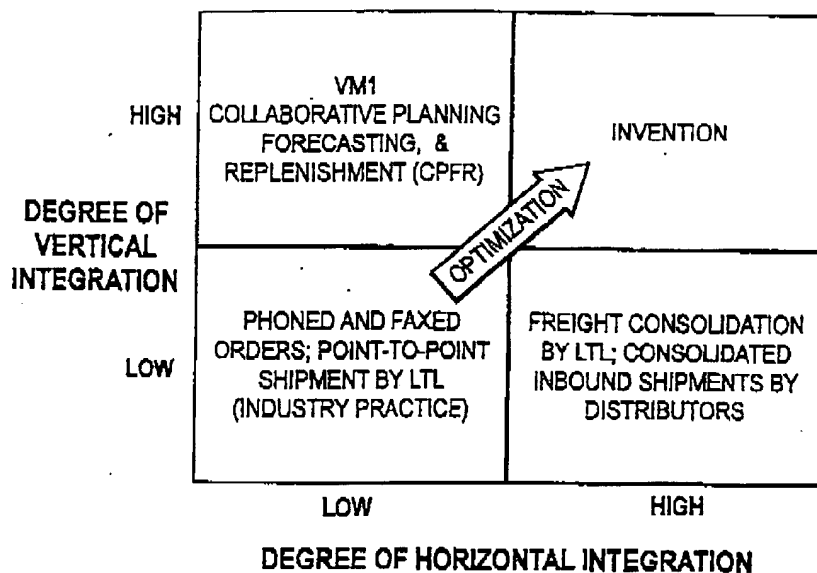 HIGH
VM1
COLLABORATIVE PLANNING
FORECASTING, &
REPLENISHMENT (CPFR)
INVENTION
DEGREE OF
VERTICAL
INTEGRATION
OPTIMIZATION
LOW
PHONED AND FAXED
ORDERS; POINT-TO-POINT
SHIPMENT BY LTL
(INDUSTRY PRACTICE)
FREIGHT CONSOLIDATION
BY LTL; CONSOLIDATED
INBOUND SHIPMENTS BY
DISTRIBUTORS
LOW
HIGH
DEGREE OF HORIZONTAL INTEGRATION